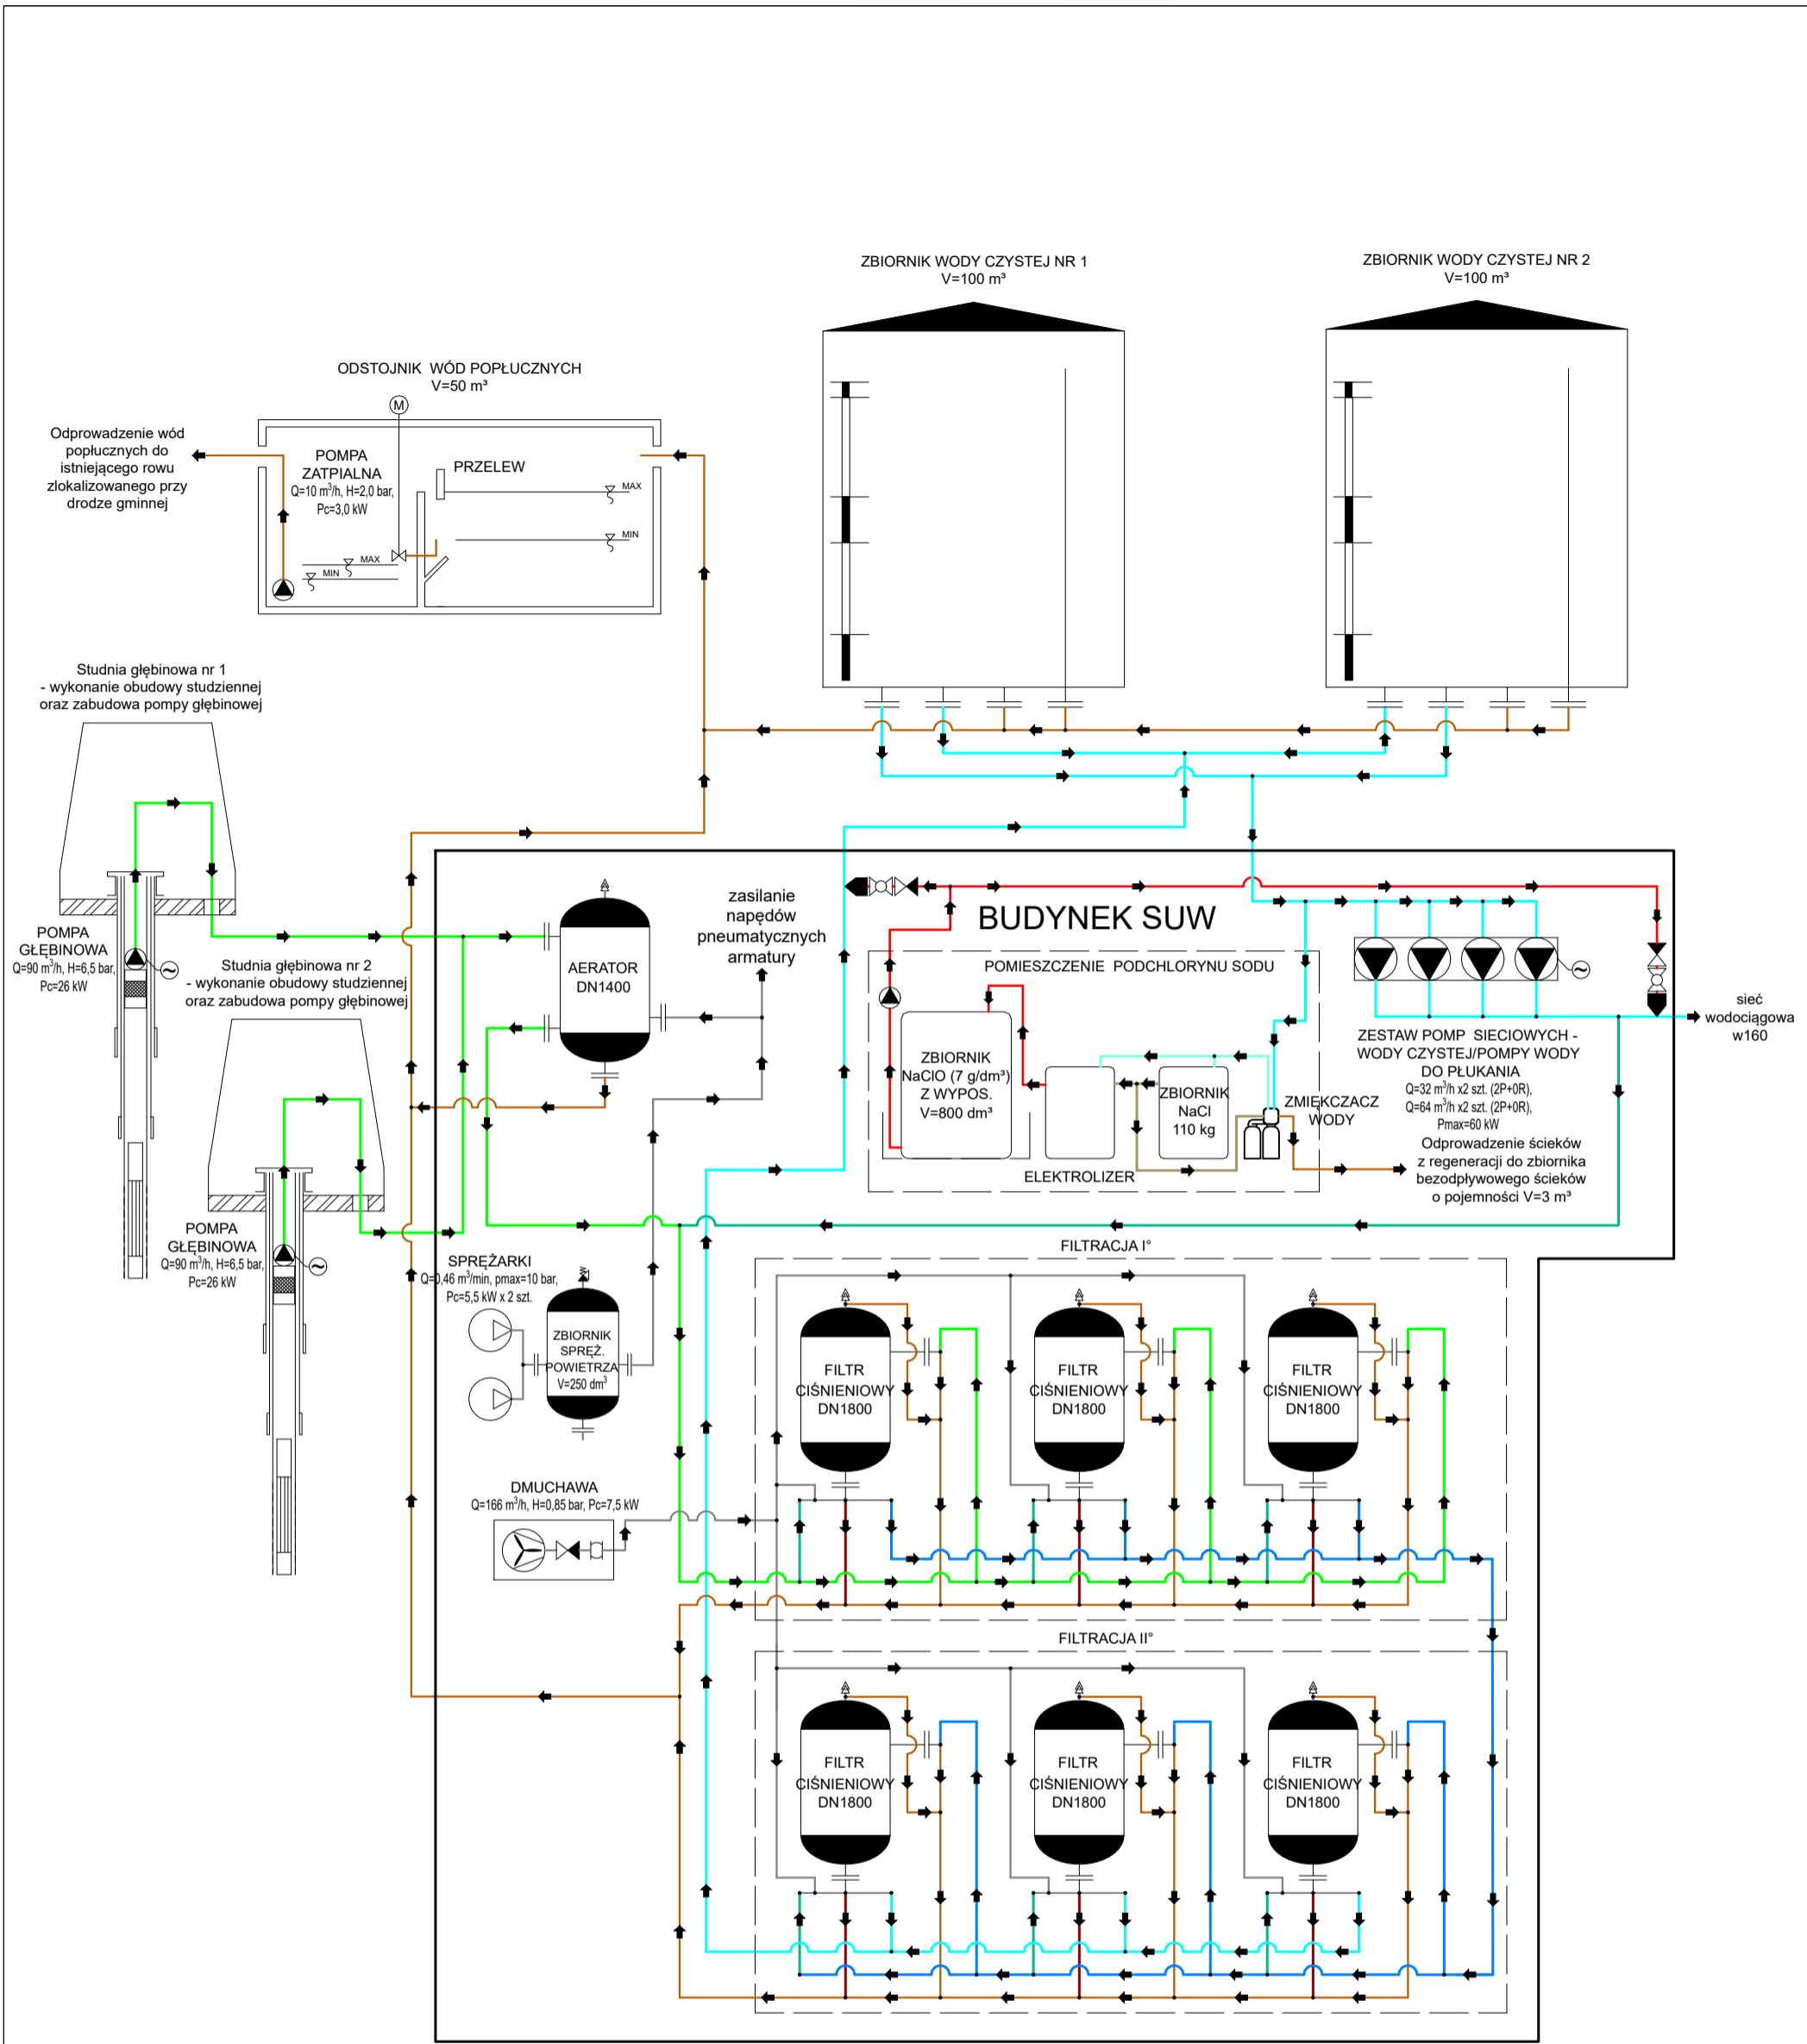 ZBIORNIK WODY CZYSTEJ NR 1
V=100 m³
ZBIORNIK WODY CZYSTEJ NR 2
V=100 m³
ODSTOJNIK WÓD POPŁUCZNYCH
V=50 m³
M
Odprowadzenie wód
popłucznych do
istniejącego rowu
zlokalizowanego przy
drodze gminnej
POMPA
ZATPIALNA
Q=10 m³/h, H=2,0 bar,
Pc=3,0 kW
PRZELEW
MAX
MIN
MAX
MIN
Studnia głębinowa nr 1
- wykonanie obudowy studziennej
oraz zabudowa pompy głębinowej
POMPA
GŁĘBINOWA
Q=90 m³/h, H=6,5 bar,
Pc=26 kW
Studnia głębinowa nr 2
- wykonanie obudowy studziennej
oraz zabudowa pompy głębinowej
POMPA
GŁĘBINOWA
Q=90 m³/h, H=6,5 bar,
Pc=26 kW
AERATOR
DN1400
zasilanie
napędów
pneumatycznych
armatury
BUDYNEK SUW
POMIESZCZENIE PODCHLORYNU SODU
ZBIORNIK
NaClO (7 g/dm³)
Z WYPOS.
V=800 dm³
ELEKTROLIZER
ZBIORNIK
NaCl
110 kg
ZMIĘKCZACZ
WODY
sieć
wodociągowa
w160
ZESTAW POMP SIECIOWYCH -
WODY CZYSTEJ/POMPY WODY
DO PŁUKANIA
Q=32 m³/h x2 szt. (2P+0R),
Q=64 m³/h x2 szt. (2P+0R),
Pmax=60 kW
Odprowadzenie ścieków
z regeneracji do zbiornika
bezodpływowego ścieków
o pojemności V=3 m³
SPRĘŻARKI
Q=0,46 m³/min, pmax=10 bar,
Pc=5,5 kW x 2 szt.
ZBIORNIK
SPRĘŻ.
POWIETRZA
V=250 dm³
DMUCHAWA
Q=166 m³/h, H=0,85 bar, Pc=7,5 kW
FILTRACJA I°
FILTR
CIŚNIENIOWY
DN1800
FILTR
CIŚNIENIOWY
DN1800
FILTR
CIŚNIENIOWY
DN1800
FILTRACJA II°
FILTR
CIŚNIENIOWY
DN1800
FILTR
CIŚNIENIOWY
DN1800
FILTR
CIŚNIENIOWY
DN1800